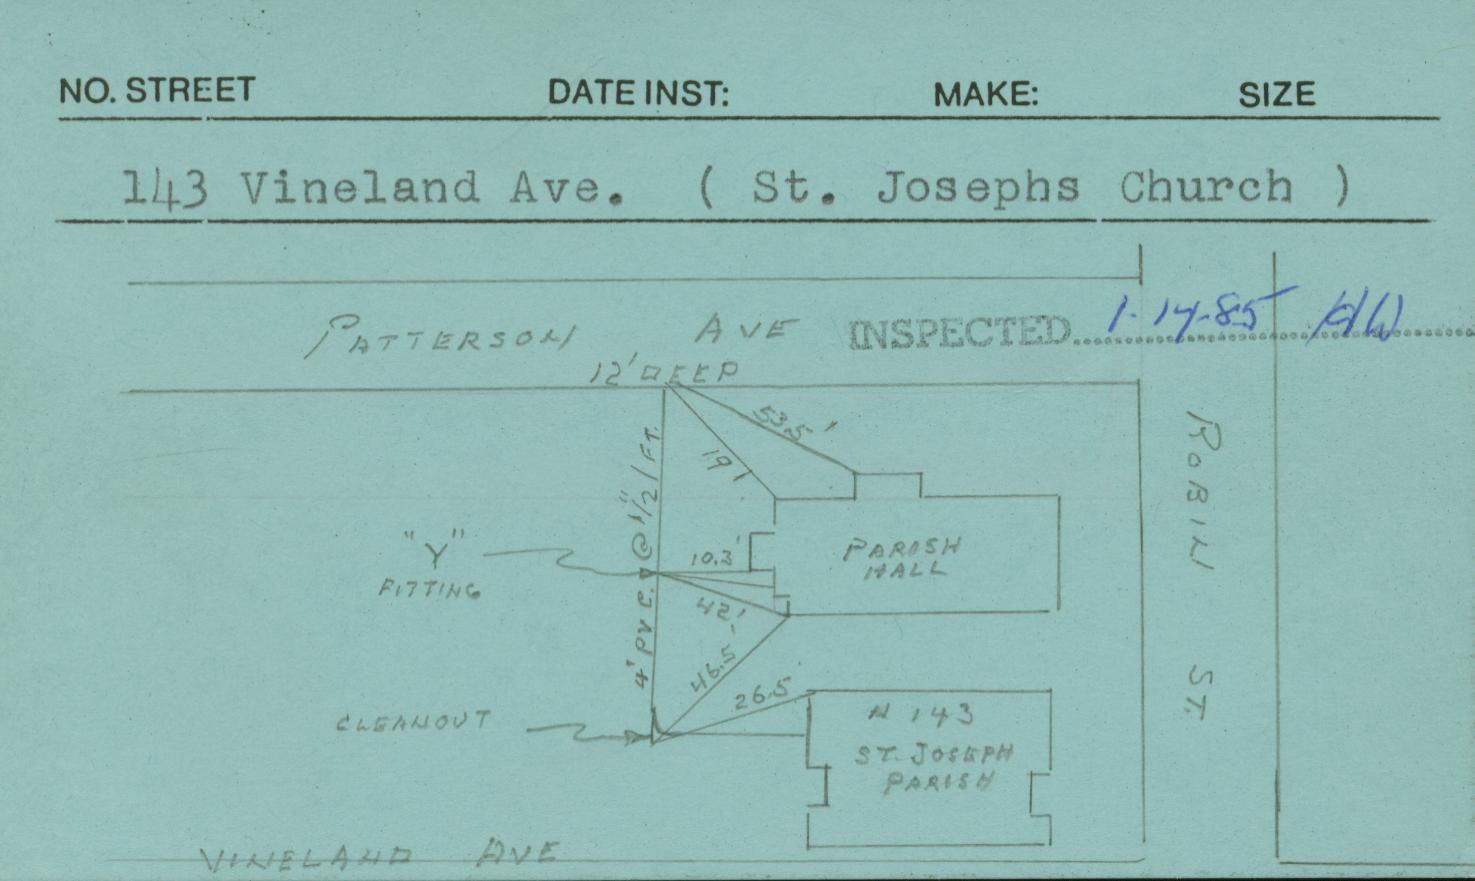 NO. STREET DATE INST: MAKE: SIZE
143 Vineland Ave. ( St. Josephs Church )
PATTERSON AVE
INSPECTED 1-14-85
12' DEEP
53.5'
19'
ROBIN ST.
4" PVC @ 1/2"/FT.
"Y"
FITTING
10.3'
PARISH
HALL
42'
46.5'
26.5
CLEANOUT
N 143
ST. JOSEPH
PARISH
VINELAND AVE